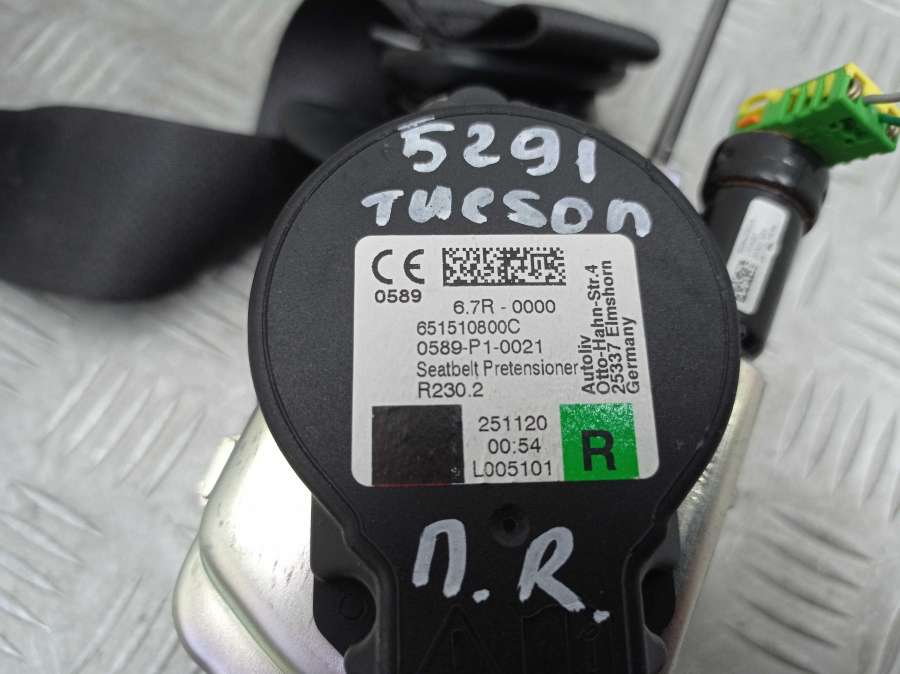 5291
TUCSON
CE
0589
6.7R - 0000
651510800C
0589-P1-0021
Seatbelt Pretensioner
R230.2
Autoliv
Otto-Hahn-Str.4
25337 Elmshorn
Germany
251120
00:54
L005101
R
П.R.